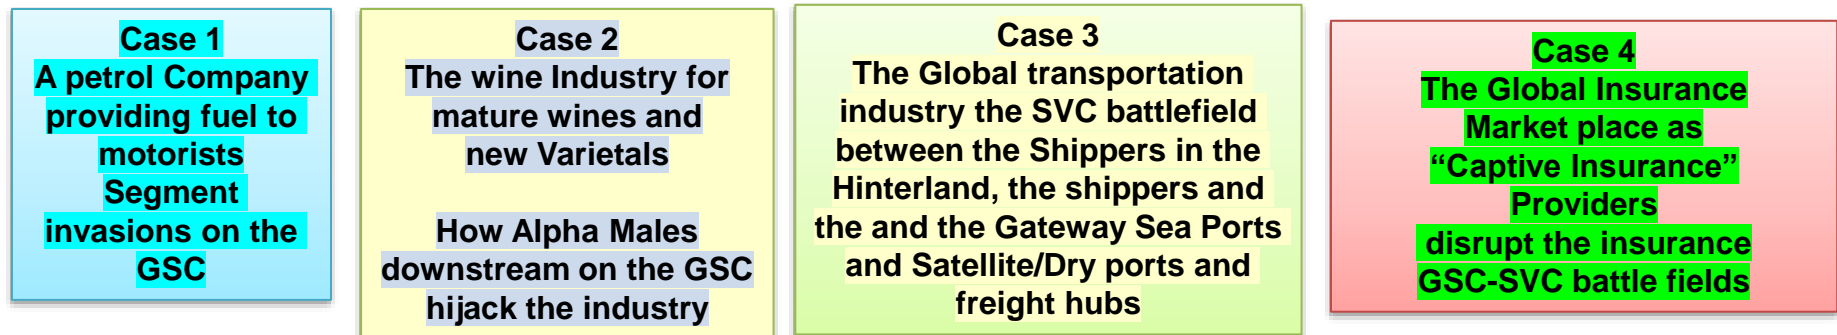 Case 1
A petrol Company
providing fuel to
motorists
Segment
invasions on the
GSC
Case 2
The wine Industry for
mature wines and
new Varietals
How Alpha Males
downstream on the GSC
hijack the industry
Case 3
The Global transportation
industry the SVC battlefield
between the Shippers in the
Hinterland, the shippers and
the and the Gateway Sea Ports
and Satellite/Dry ports and
freight hubs
Case 4
The Global Insurance
Market place as
“Captive Insurance”
Providers
disrupt the insurance
GSC-SVC battle fields